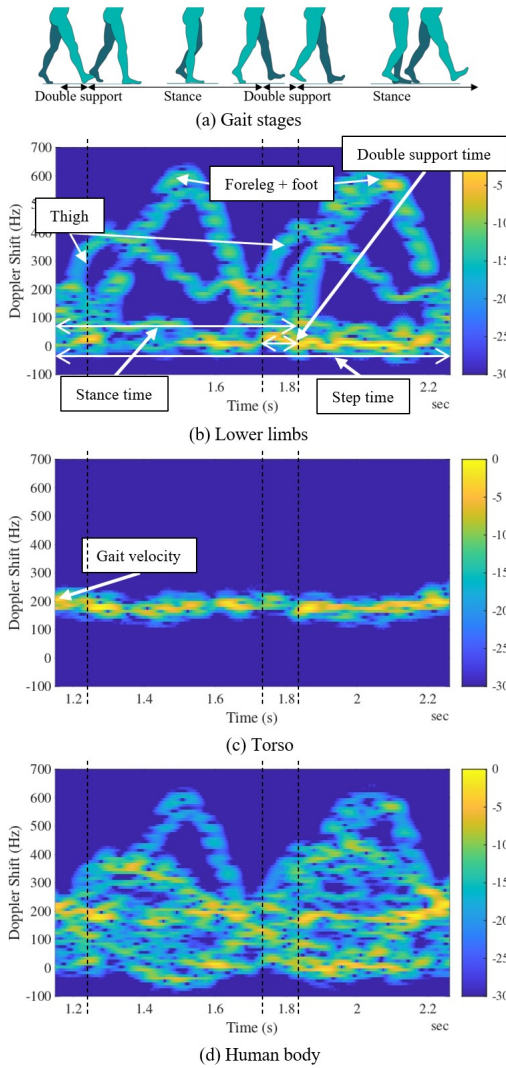 Double support Stance Double support Stance
(a) Gait stages
700
600
500
400
300
200
100
0
-100
Doppler Shift (Hz)
Double support time
Foreleg + foot
Thigh
-5
-10
-15
-20
-25
-30
Stance time
Step time
1.6 1.8 2.2
Time (s) sec
(b) Lower limbs
700
600
500
400
300
200
100
0
-100
Doppler Shift (Hz)
Gait velocity
0
-5
-10
-15
-20
-25
-30
1.2 1.4 1.6 1.8 2 2.2
Time (s) sec
(c) Torso
700
600
500
400
300
200
100
0
-100
Doppler Shift (Hz)
0
-5
-10
-15
-20
-25
-30
1.2 1.4 1.6 1.8 2 2.2
Time (s) sec
(d) Human body